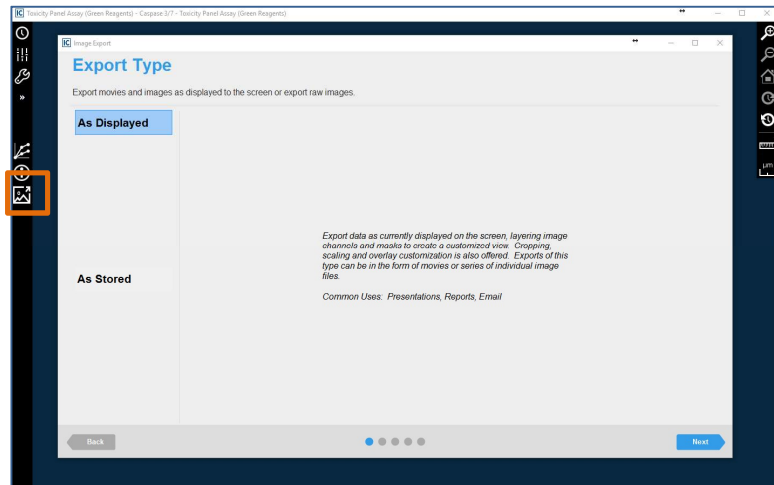 IC Toxicity Panel Assay (Green Reagents) - Caspase 3/7 - Toxicity Panel Assay (Green Reagents)
IC Image Export
Export Type
Export movies and images as displayed to the screen or export raw images.
As Displayed
Export data as currently displayed on the screen, layering image
channels and masks to create a customized view. Cropping,
scaling and overlay customization is also offered. Exports of this
type can be in the form of movies or series of individual image
files.
As Stored
Common Uses: Presentations, Reports, Email
Back
Next
µm